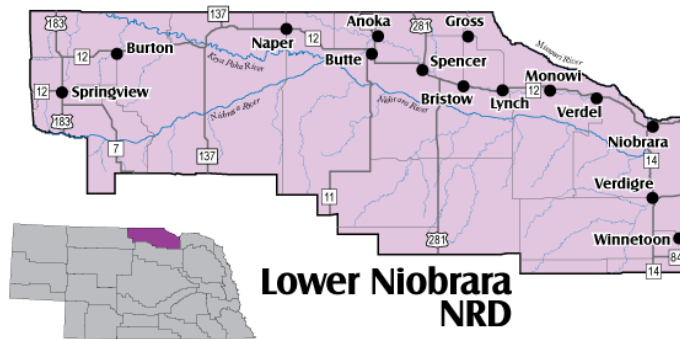 137
183
Anoka
281
Gross
Burton
Naper
12
Missouri River
12
Butte
Spencer
Keya Paha River
Monowi
12
Springview
Niobrara River
Niobrara River
Bristow
Lynch
12
Verdel
183
Niobrara
7
137
14
Verdigre
11
Winnetoon
281
84
14
Lower Niobrara
NRD